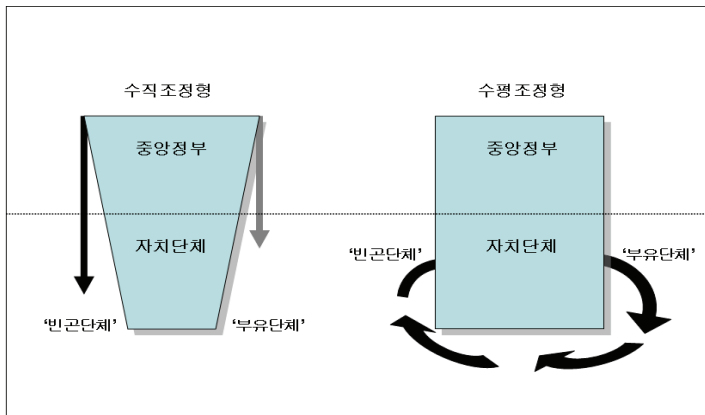 수직조정형
중앙정부
자치단체
‘빈곤단체’
‘부유단체’
수평조정형
중앙정부
자치단체
‘빈곤단체’
‘부유단체’